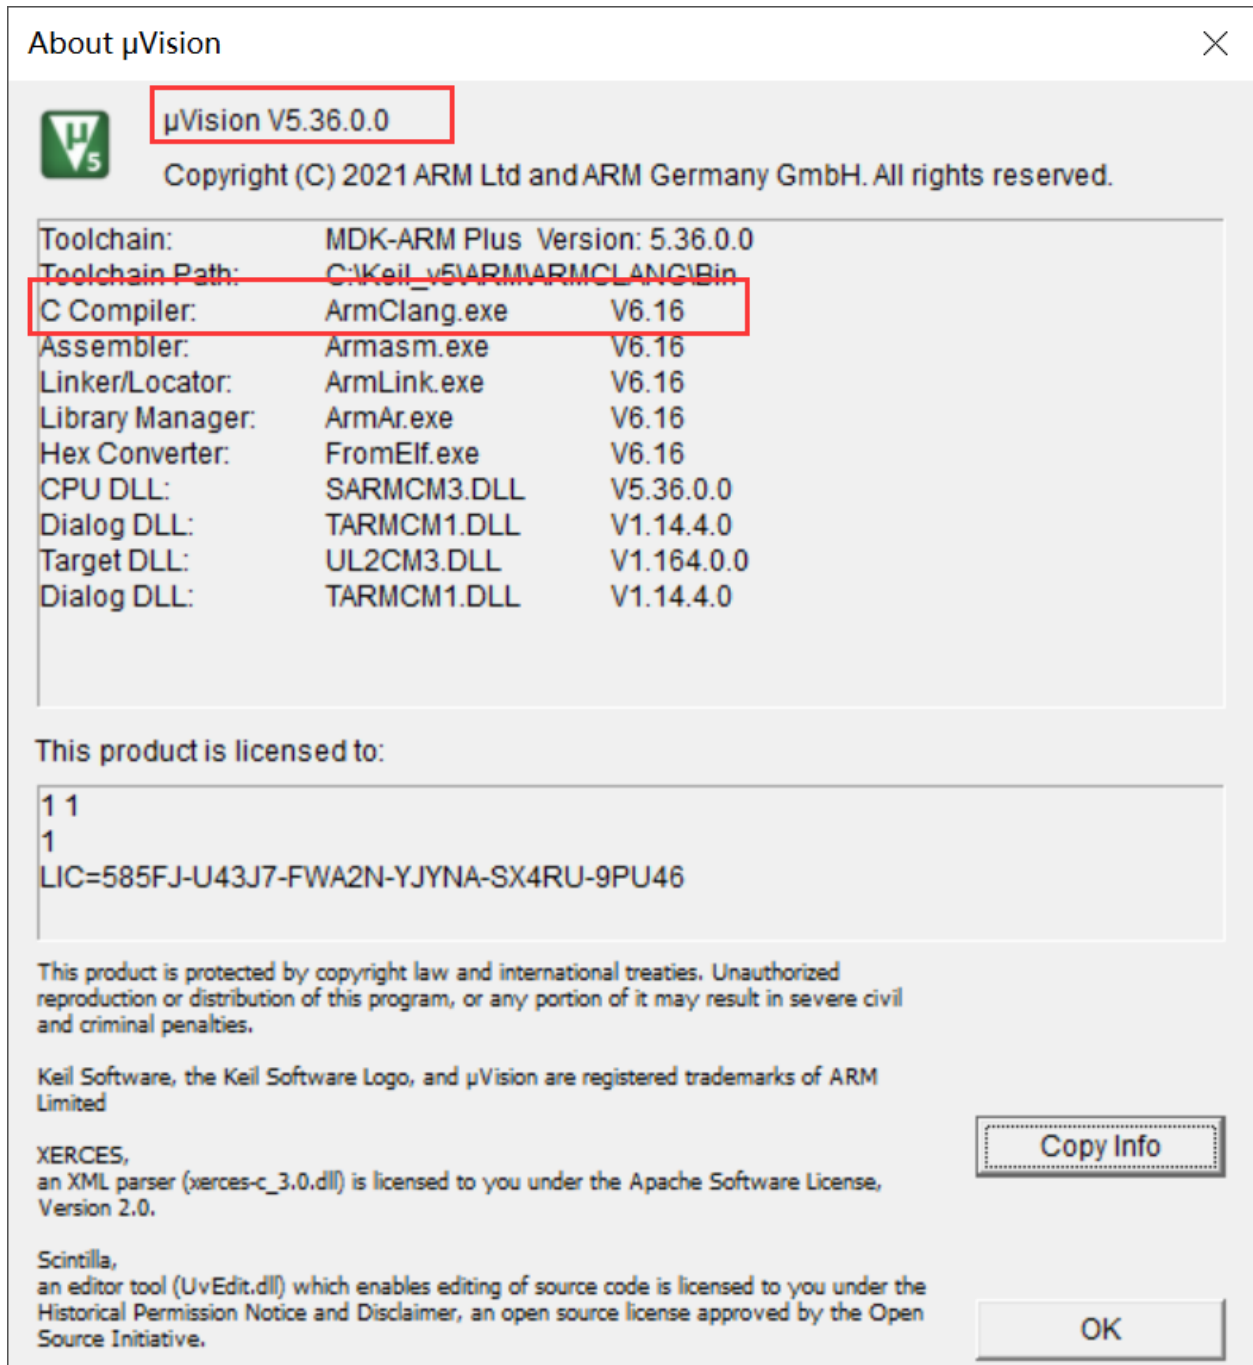 About µVision
µVision V5.36.0.0
Copyright (C) 2021 ARM Ltd and ARM Germany GmbH. All rights reserved.
Toolchain: MDK-ARM Plus Version: 5.36.0.0
Toolchain Path: C:\Keil_v5\ARM\ARMCLANG\Bin
C Compiler: ArmClang.exe V6.16
Assembler: Armasm.exe V6.16
Linker/Locator: ArmLink.exe V6.16
Library Manager: ArmAr.exe V6.16
Hex Converter: FromElf.exe V6.16
CPU DLL: SARMCM3.DLL V5.36.0.0
Dialog DLL: TARMCM1.DLL V1.14.4.0
Target DLL: UL2CM3.DLL V1.164.0.0
Dialog DLL: TARMCM1.DLL V1.14.4.0
This product is licensed to:
1 1
1
LIC=585FJ-U43J7-FWA2N-YJYNA-SX4RU-9PU46
This product is protected by copyright law and international treaties. Unauthorized
reproduction or distribution of this program, or any portion of it may result in severe civil
and criminal penalties.
Keil Software, the Keil Software Logo, and µVision are registered trademarks of ARM
Limited
XERCES,
an XML parser (xerces-c_3.0.dll) is licensed to you under the Apache Software License,
Version 2.0.
Scintilla,
an editor tool (UvEdit.dll) which enables editing of source code is licensed to you under the
Historical Permission Notice and Disclaimer, an open source license approved by the Open
Source Initiative.
Copy Info
OK